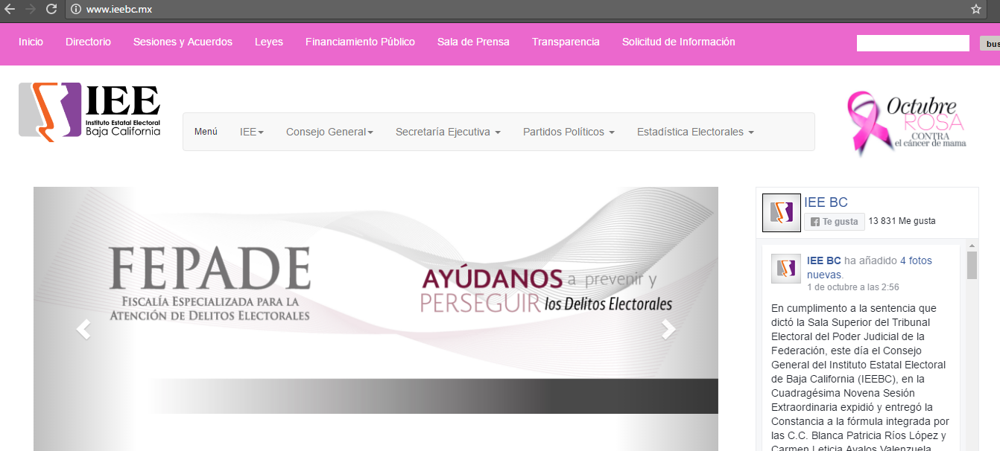 www.ieebc.mx
Inicio Directorio Sesiones y Acuerdos Leyes Financiamiento Público Sala de Prensa Transparencia Solicitud de Información
bus
IEE
Instituto Estatal Electoral
Baja California
Menú IEE Consejo General Secretaría Ejecutiva Partidos Políticos Estadística Electorales
Octubre
ROSA
CONTRA
el cáncer de mama
FEPADE
FISCALÍA ESPECIALIZADA PARA LA
ATENCIÓN DE DELITOS ELECTORALES
AYÚDANOS a prevenir y
PERSEGUIR los Delitos Electorales
IEE BC
Te gusta 13 831 Me gusta
IEE BC ha añadido 4 fotos
nuevas.
1 de octubre a las 2:56
En cumplimento a la sentencia que
dictó la Sala Superior del Tribunal
Electoral del Poder Judicial de la
Federación, este día el Consejo
General del Instituto Estatal Electoral
de Baja California (IEEBC), en la
Cuadragésima Novena Sesión
Extraordinaria expidió y entregó la
Constancia a la fórmula integrada por
las C.C. Blanca Patricia Ríos López y
Carmen Leticia Ayalos Valenzuela